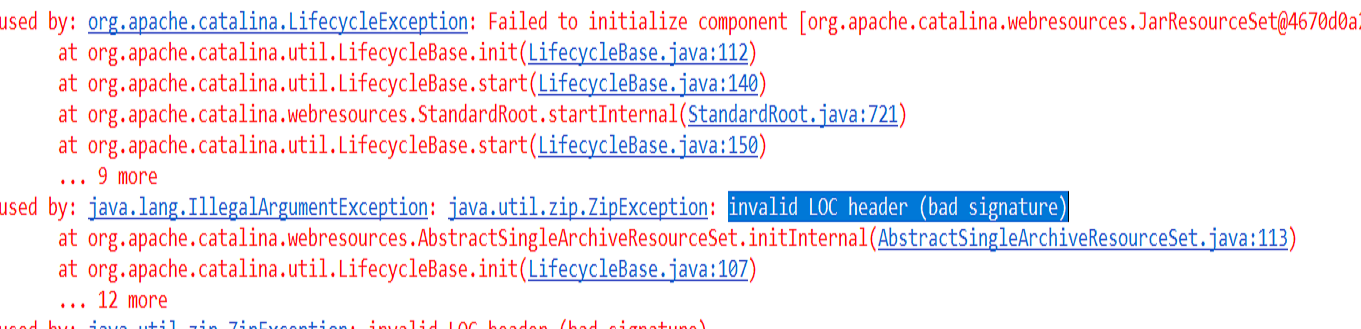 used by: org.apache.catalina.LifecycleException: Failed to initialize component [org.apache.catalina.webresources.JarResourceSet@4670d0a
at org.apache.catalina.util.LifecycleBase.init(LifecycleBase.java:112)
at org.apache.catalina.util.LifecycleBase.start(LifecycleBase.java:140)
at org.apache.catalina.webresources.StandardRoot.startInternal(StandardRoot.java:721)
at org.apache.catalina.util.LifecycleBase.start(LifecycleBase.java:150)
... 9 more
used by: java.lang.IllegalArgumentException: java.util.zip.ZipException: invalid LOC header (bad signature)
at org.apache.catalina.webresources.AbstractSingleArchiveResourceSet.initInternal(AbstractSingleArchiveResourceSet.java:113)
at org.apache.catalina.util.LifecycleBase.init(LifecycleBase.java:107)
... 12 more
used by: java.util.zip.ZipException: invalid LOC header (bad signature)